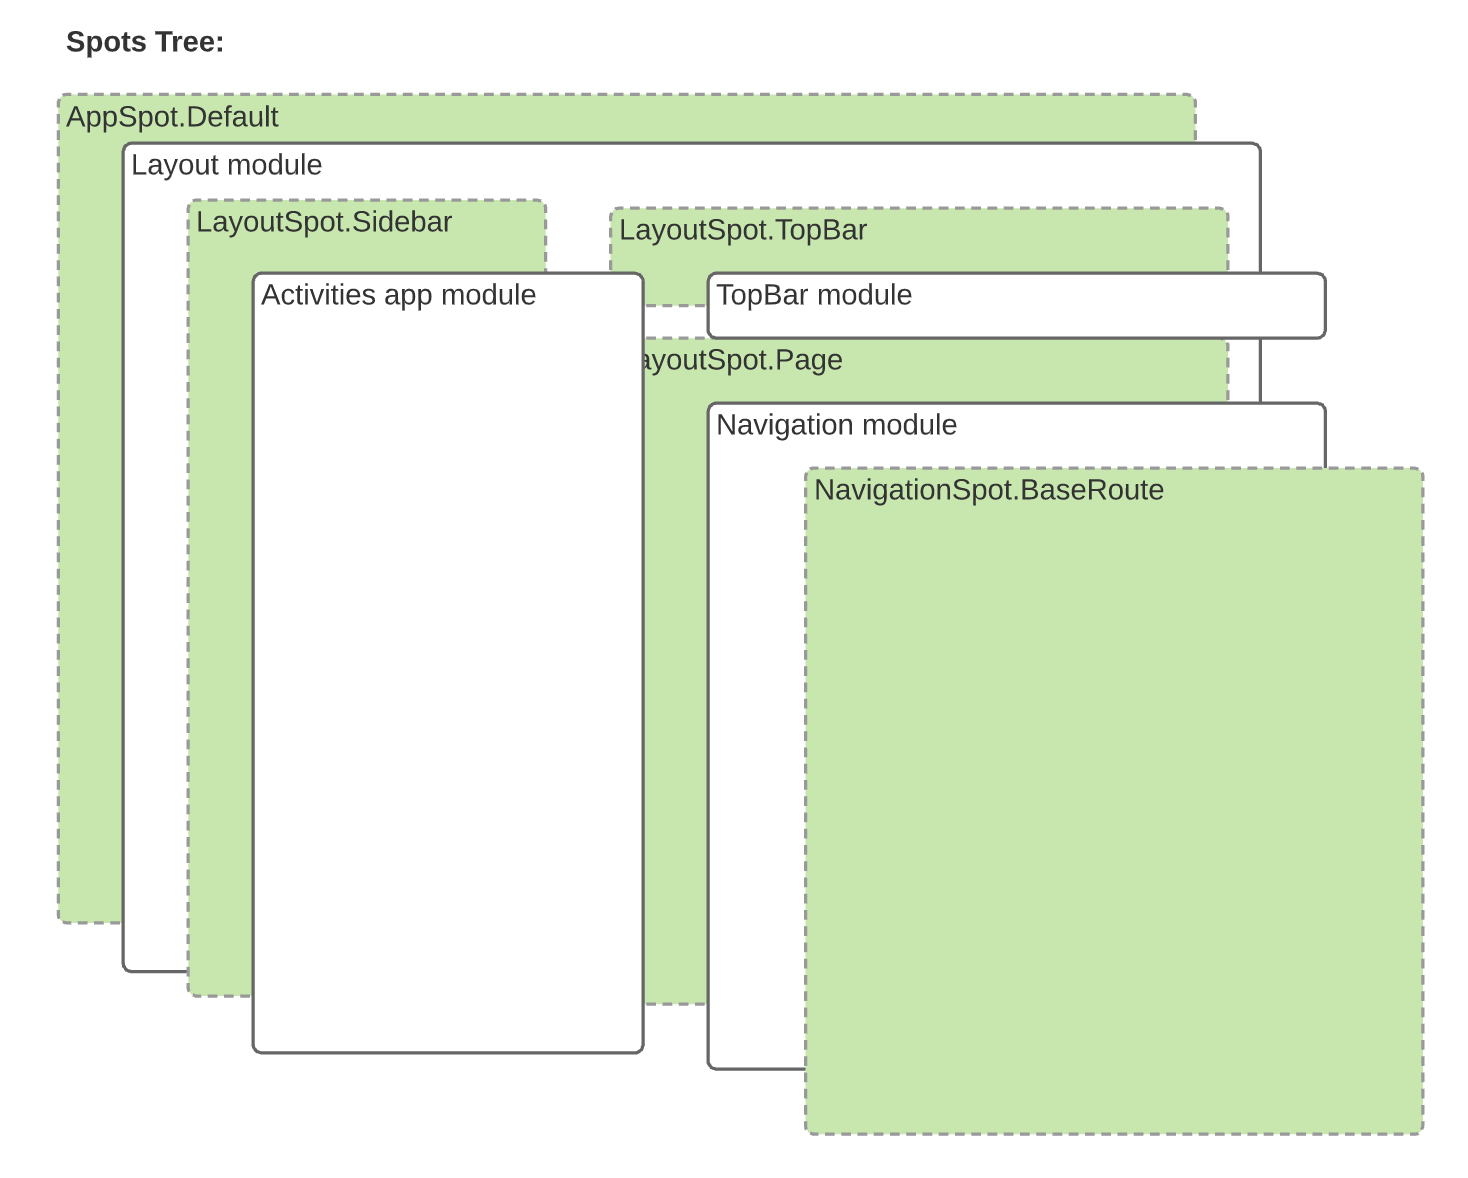 Spots Tree:
AppSpot.Default
Layout module
LayoutSpot.Sidebar
LayoutSpot.TopBar
Activities app module
TopBar module
ayoutSpot.Page
Navigation module
NavigationSpot.BaseRoute